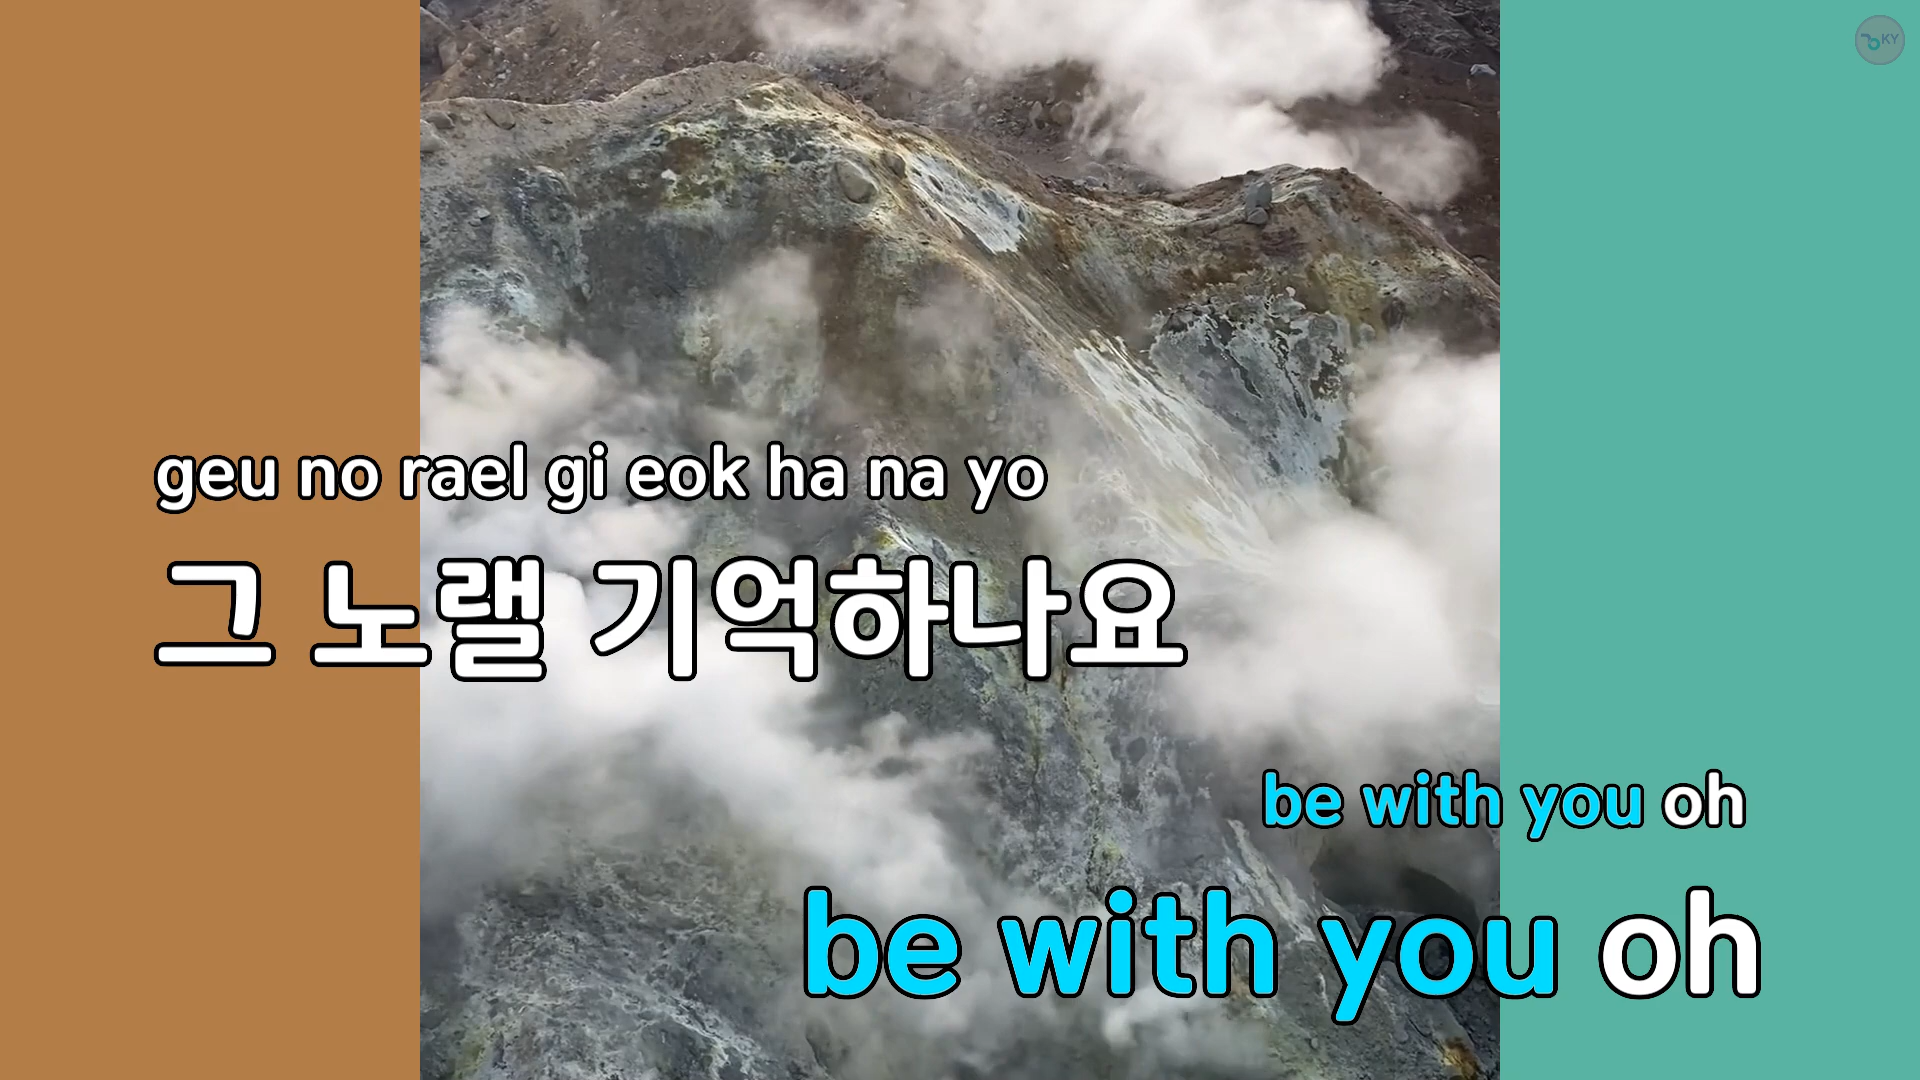 KY
geu no rael gi eok ha na yo
그 노랠 기억하나요
be with you oh
be with you oh